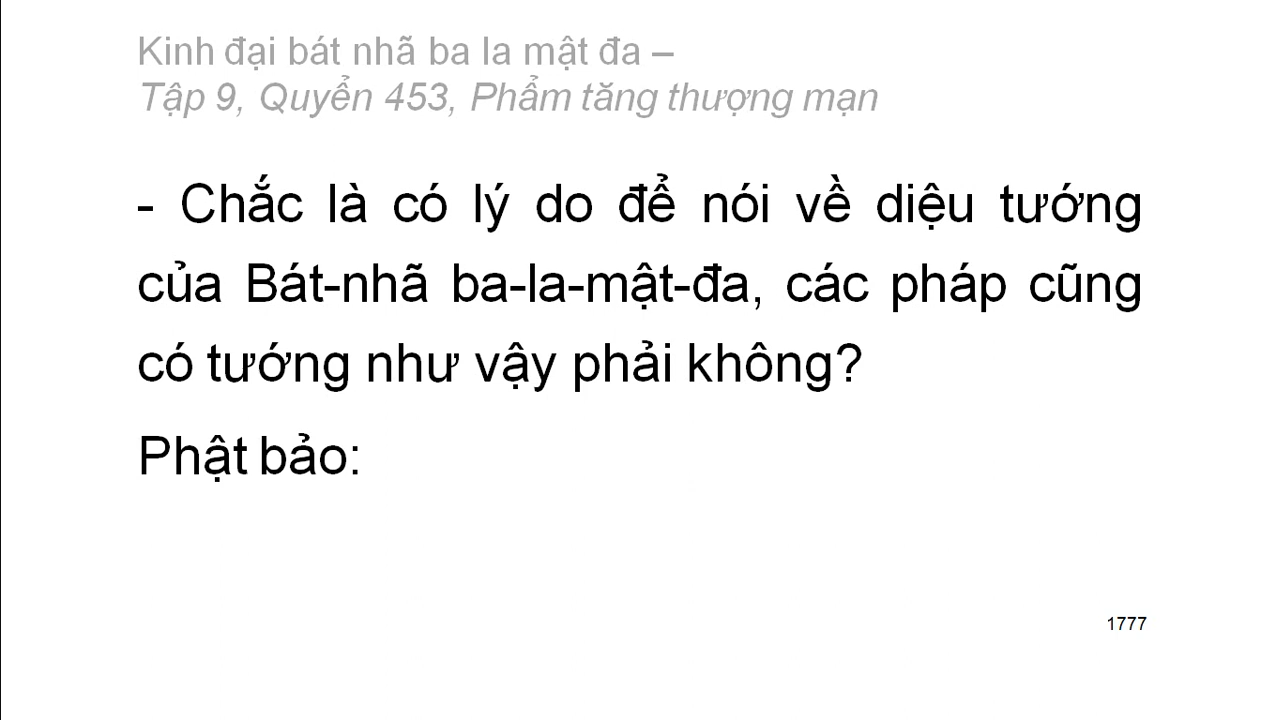 Kinh đại bát nhã ba la mật đa –
Tập 9, Quyển 453, Phẩm tăng thượng mạn
- Chắc là có lý do để nói về diệu tướng
của Bát-nhã ba-la-mật-đa, các pháp cũng
có tướng như vậy phải không?
Phật bảo:
1777